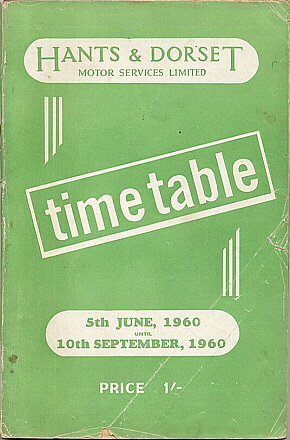 HANTS & DORSET
MOTOR SERVICES LIMITED
time table
5th JUNE, 1960
UNTIL
10th SEPTEMBER, 1960
PRICE 1/-